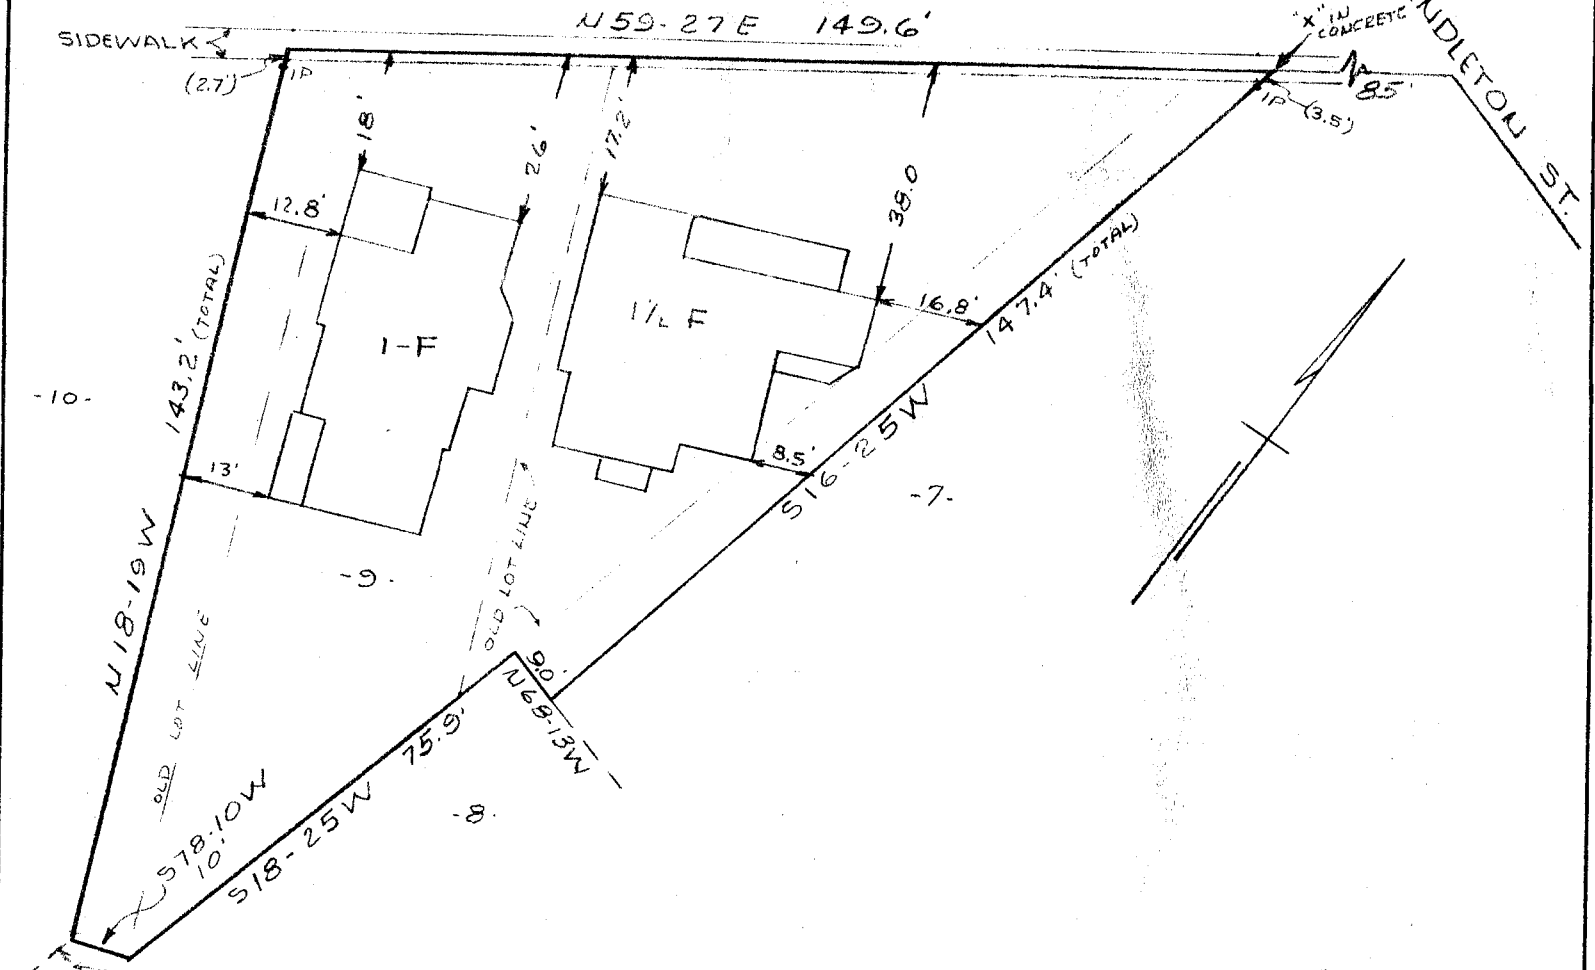 N59-27E 149.6'
"X" IN
CONCRETE
SIDEWALK
(2.7')
IP
85'
IP
(3.5')
NDLETON ST.
18'
26'
17.2'
38.0
12.8'
16.8'
1-F
1½ F
143.2' (TOTAL)
147.4' (TOTAL)
-10-
13'
8.5'
S16-25W
-7-
N18-19W
-9-
OLD LOT LINE
OLD LOT LINE
9.0'
N68-13W
75.9'
S18-25W
-8-
S78-10W
10'